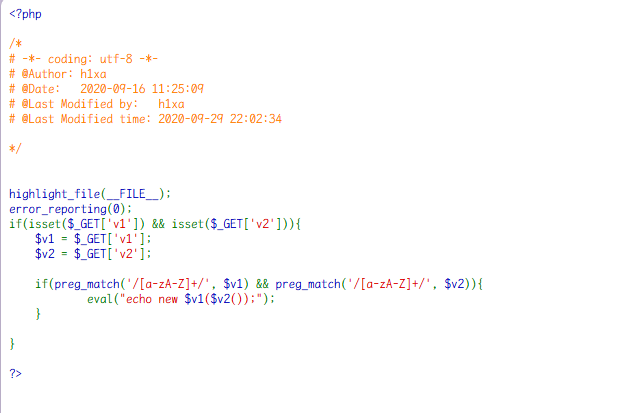 <?php
/*
# -*- coding: utf-8 -*-
# @Author: h1xa
# @Date:   2020-09-16 11:25:09
# @Last Modified by:   h1xa
# @Last Modified time: 2020-09-29 22:02:34
*/
highlight_file(__FILE__);
error_reporting(0);
if(isset($_GET['v1']) && isset($_GET['v2'])){
    $v1 = $_GET['v1'];
    $v2 = $_GET['v2'];
    if(preg_match('/[a-zA-Z]+/', $v1) && preg_match('/[a-zA-Z]+/', $v2)){
            eval("echo new $v1($v2());");
    }
}
?>